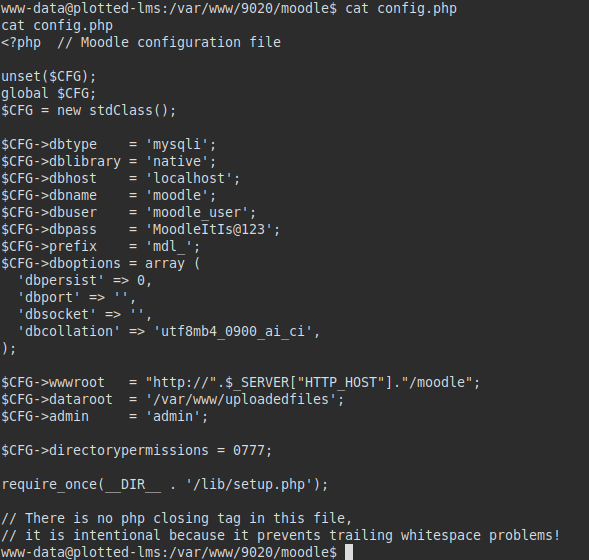 www-data@plotted-lms:/var/www/9020/moodle$ cat config.php
cat config.php
<?php  // Moodle configuration file

unset($CFG);
global $CFG;
$CFG = new stdClass();

$CFG->dbtype    = 'mysqli';
$CFG->dblibrary = 'native';
$CFG->dbhost    = 'localhost';
$CFG->dbname    = 'moodle';
$CFG->dbuser    = 'moodle_user';
$CFG->dbpass    = 'MoodleItIs@123';
$CFG->prefix    = 'mdl_';
$CFG->dboptions = array (
  'dbpersist' => 0,
  'dbport' => '',
  'dbsocket' => '',
  'dbcollation' => 'utf8mb4_0900_ai_ci',
);

$CFG->wwwroot   = "http://".$_SERVER["HTTP_HOST"]."/moodle";
$CFG->dataroot  = '/var/www/uploadedfiles';
$CFG->admin     = 'admin';

$CFG->directorypermissions = 0777;

require_once(__DIR__ . '/lib/setup.php');

// There is no php closing tag in this file,
// it is intentional because it prevents trailing whitespace problems!
www-data@plotted-lms:/var/www/9020/moodle$